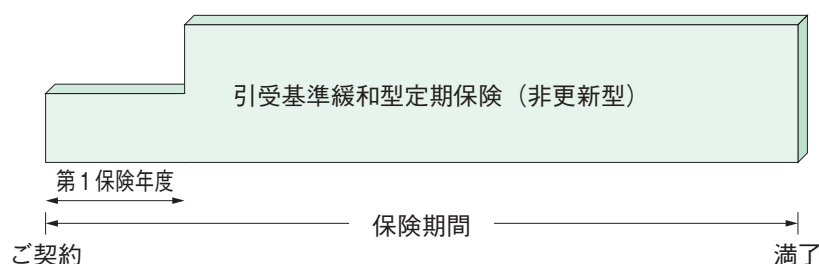 引受基準緩和型定期保険（非更新型）
第１保険年度
保険期間
ご契約
満了